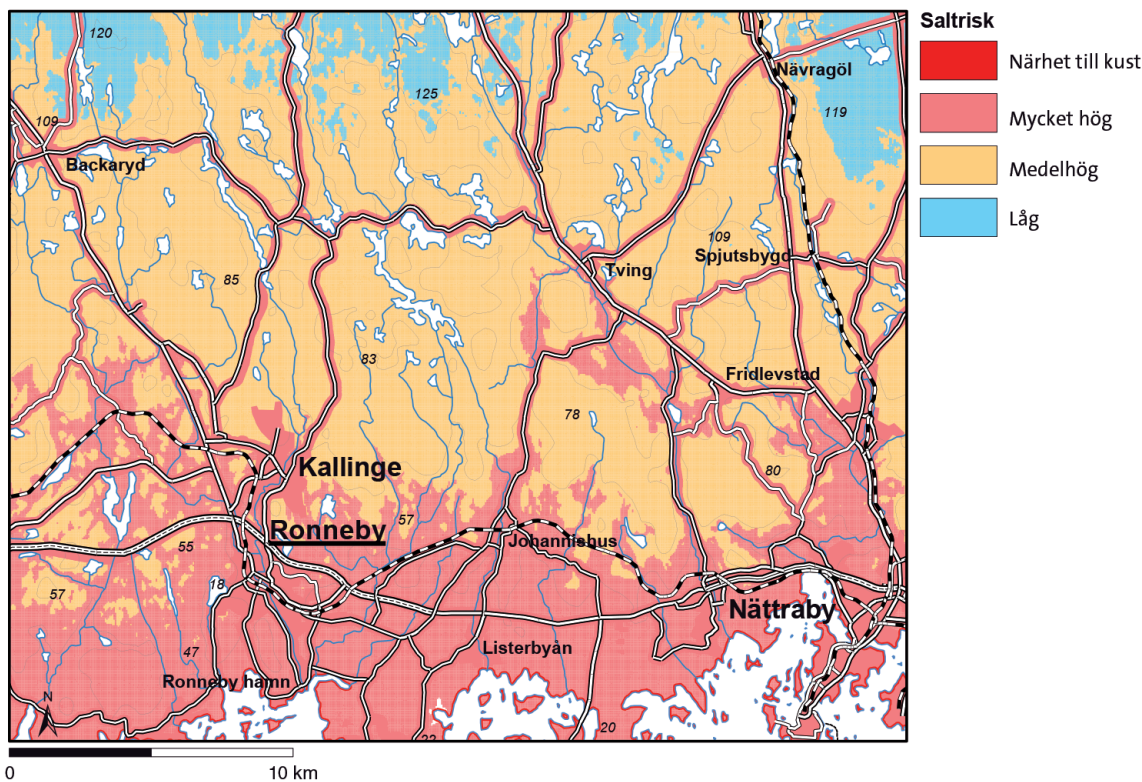 Saltrisk
Närhet till kust
Mycket hög
Medelhög
Låg
120
125
Nävragöl
119
109
Backaryd
109
Spjutsbygd
Tving
85
83
Fridlevstad
78
80
Kallinge
57
Ronneby
Johannishus
55
18
57
Nättraby
47
Listerbyån
Ronneby hamn
N
20
22
0
10 km